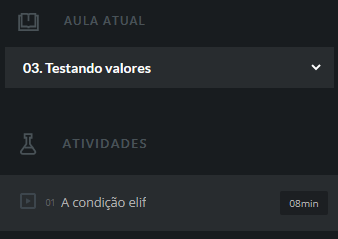 AULA ATUAL
03. Testando valores
ATIVIDADES
01 A condição elif 08min